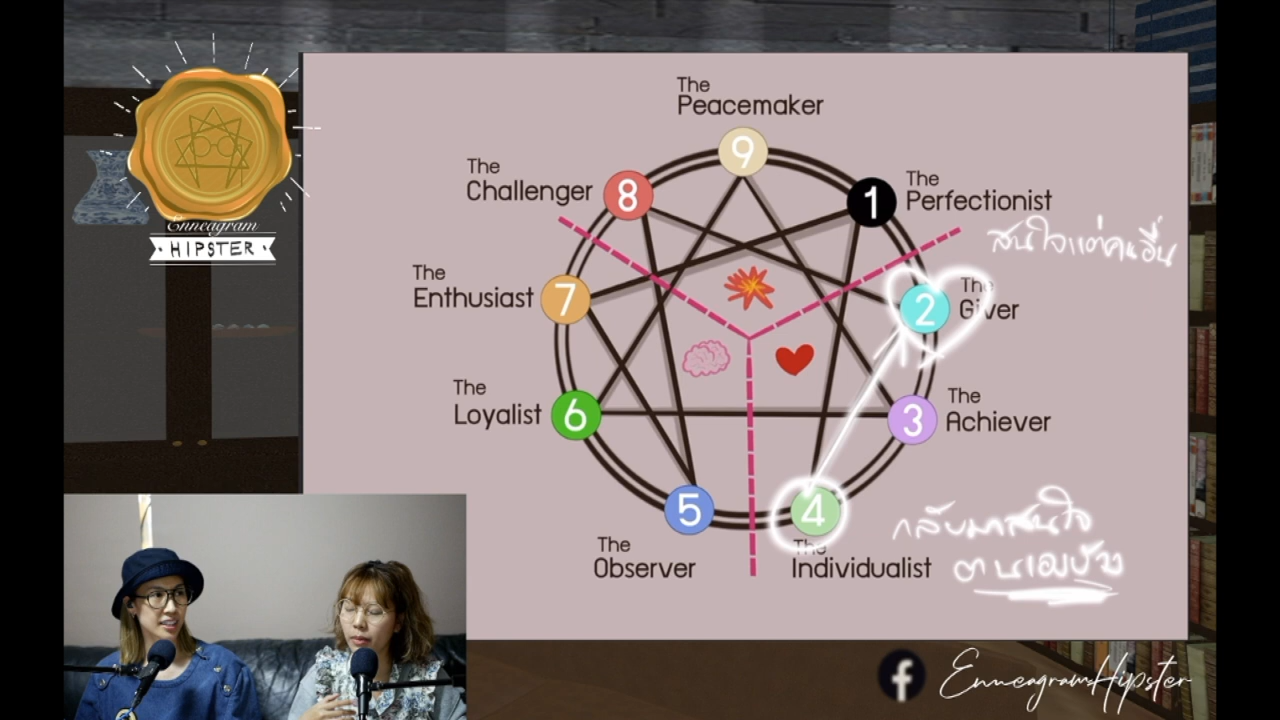 The
Peacemaker
9
The
Challenger
8
1
The
Perfectionist
สนใจแต่คนอื่น
Enneagram
HIPSTER
The
Enthusiast
7
2
The
Giver
The
Loyalist
6
3
The
Achiever
5
4
กลับมาสนใจ
ตนเองบ้าง
The
Observer
The
Individualist
f
EnneagramHipster